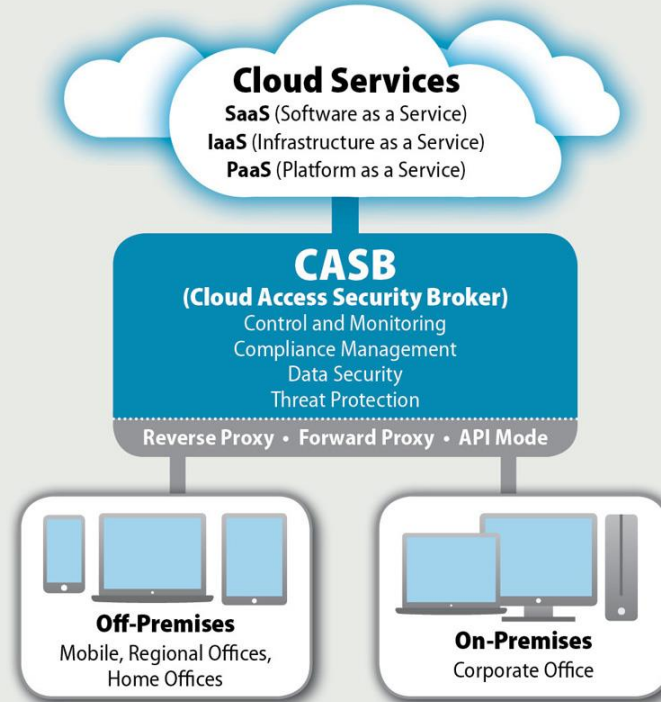 Cloud Services
SaaS (Software as a Service)
IaaS (Infrastructure as a Service)
PaaS (Platform as a Service)
CASB
(Cloud Access Security Broker)
Control and Monitoring
Compliance Management
Data Security
Threat Protection
Reverse Proxy • Forward Proxy • API Mode
Off-Premises
Mobile, Regional Offices,
Home Offices
On-Premises
Corporate Office